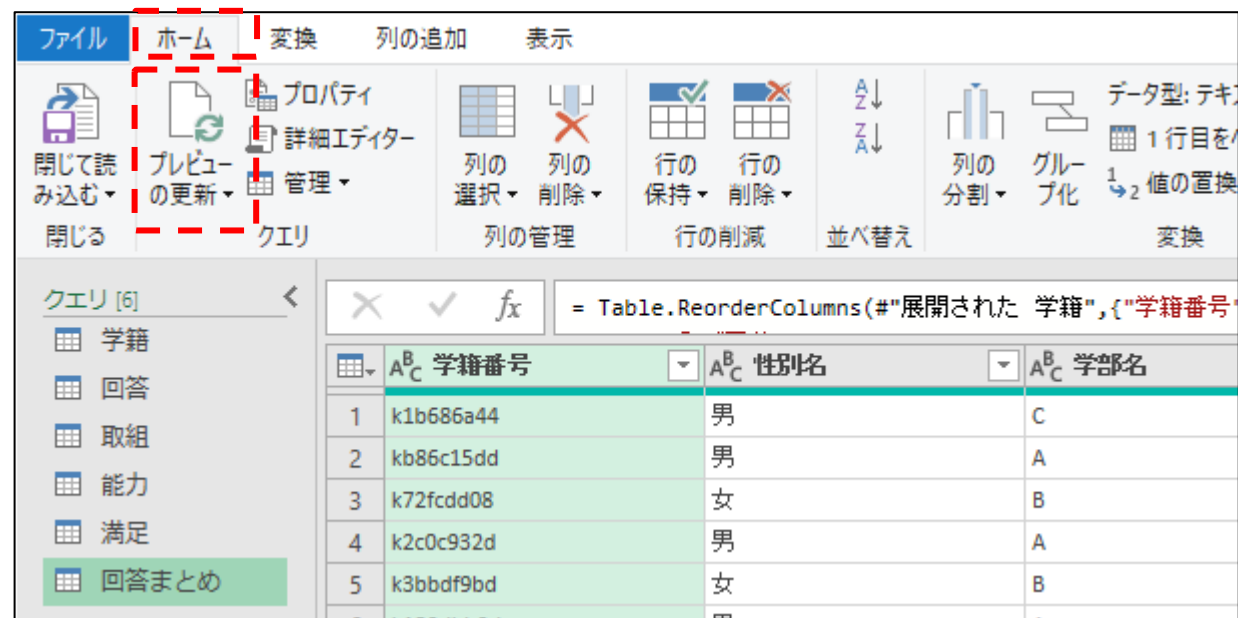 ファイル ホーム 変換 列の追加 表示
閉じて読
み込む
プレビュー
の更新
プロパティ
詳細エディター
管理
列の
選択
列の
削除
行の
保持
行の
削除
A
Z
Z
A
列の
分割
グルー
プ化
データ型: テキ
1 行目を
1
2 値の置換
閉じる クエリ 列の管理 行の削減 並べ替え 変換
クエリ [6]
学籍
回答
取組
能力
満足
回答まとめ
fx = Table.ReorderColumns(#"展開された 学籍",{"学籍番号"
ABC 学籍番号 ABC 性別名 ABC 学部名
1 k1b686a44 男 C
2 kb86c15dd 男 A
3 k72fcdd08 女 B
4 k2c0c932d 男 A
5 k3bbdf9bd 女 B